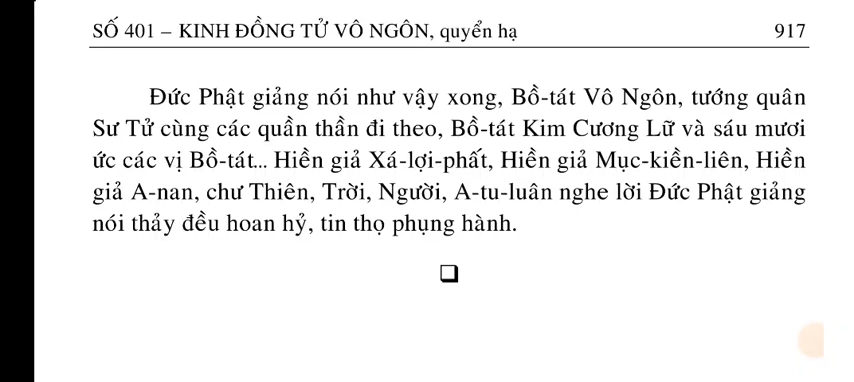 SỐ 401 – KINH ĐỒNG TỬ VÔ NGÔN, quyển hạ 917
Đức Phật giảng nói như vậy xong, Bồ-tát Vô Ngôn, tướng quân
Sư Tử cùng các quần thần đi theo, Bồ-tát Kim Cương Lữ và sáu mươi
ức các vị Bồ-tát... Hiền giả Xá-lợi-phất, Hiền giả Mục-kiền-liên, Hiền
giả A-nan, chư Thiên, Trời, Người, A-tu-luân nghe lời Đức Phật giảng
nói thảy đều hoan hỷ, tin thọ phụng hành.